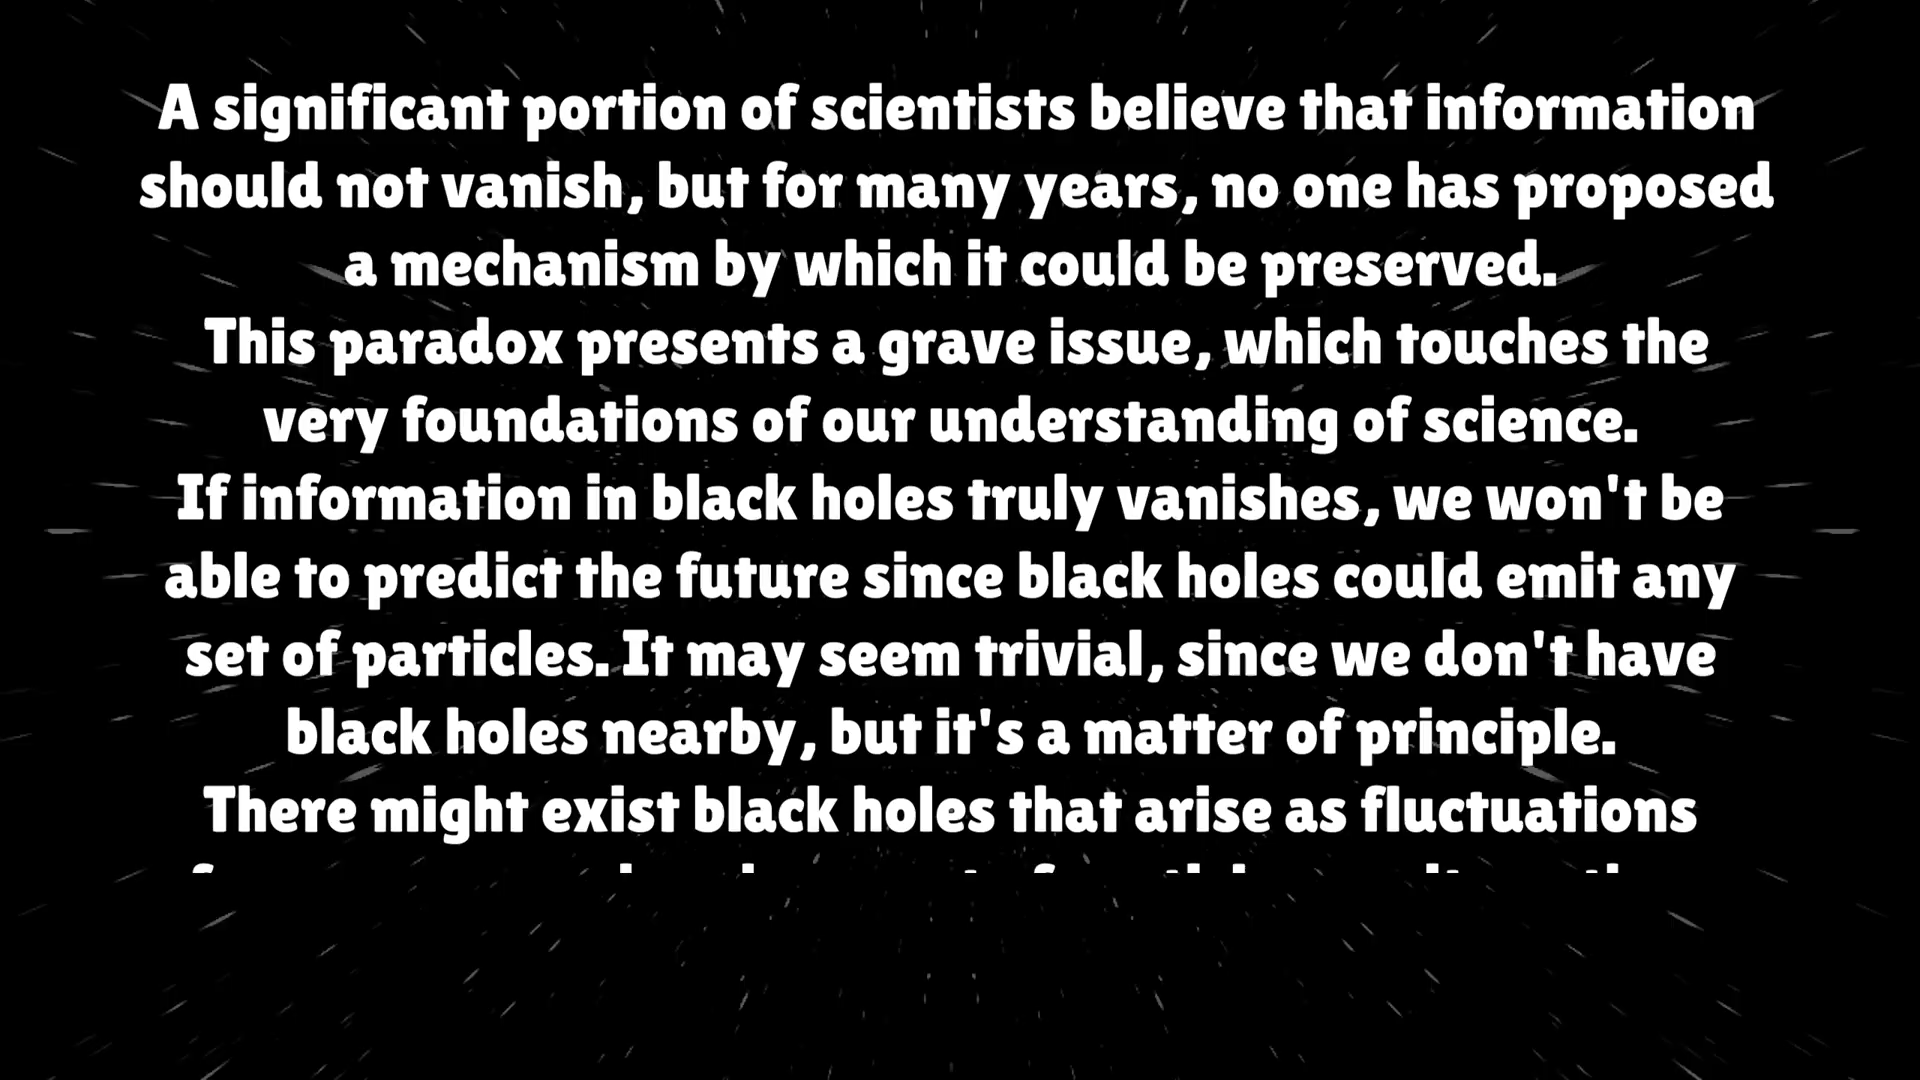 A significant portion of scientists believe that information
should not vanish, but for many years, no one has proposed
a mechanism by which it could be preserved.
This paradox presents a grave issue, which touches the
very foundations of our understanding of science.
If information in black holes truly vanishes, we won't be
able to predict the future since black holes could emit any
set of particles. It may seem trivial, since we don't have
black holes nearby, but it's a matter of principle.
There might exist black holes that arise as fluctuations